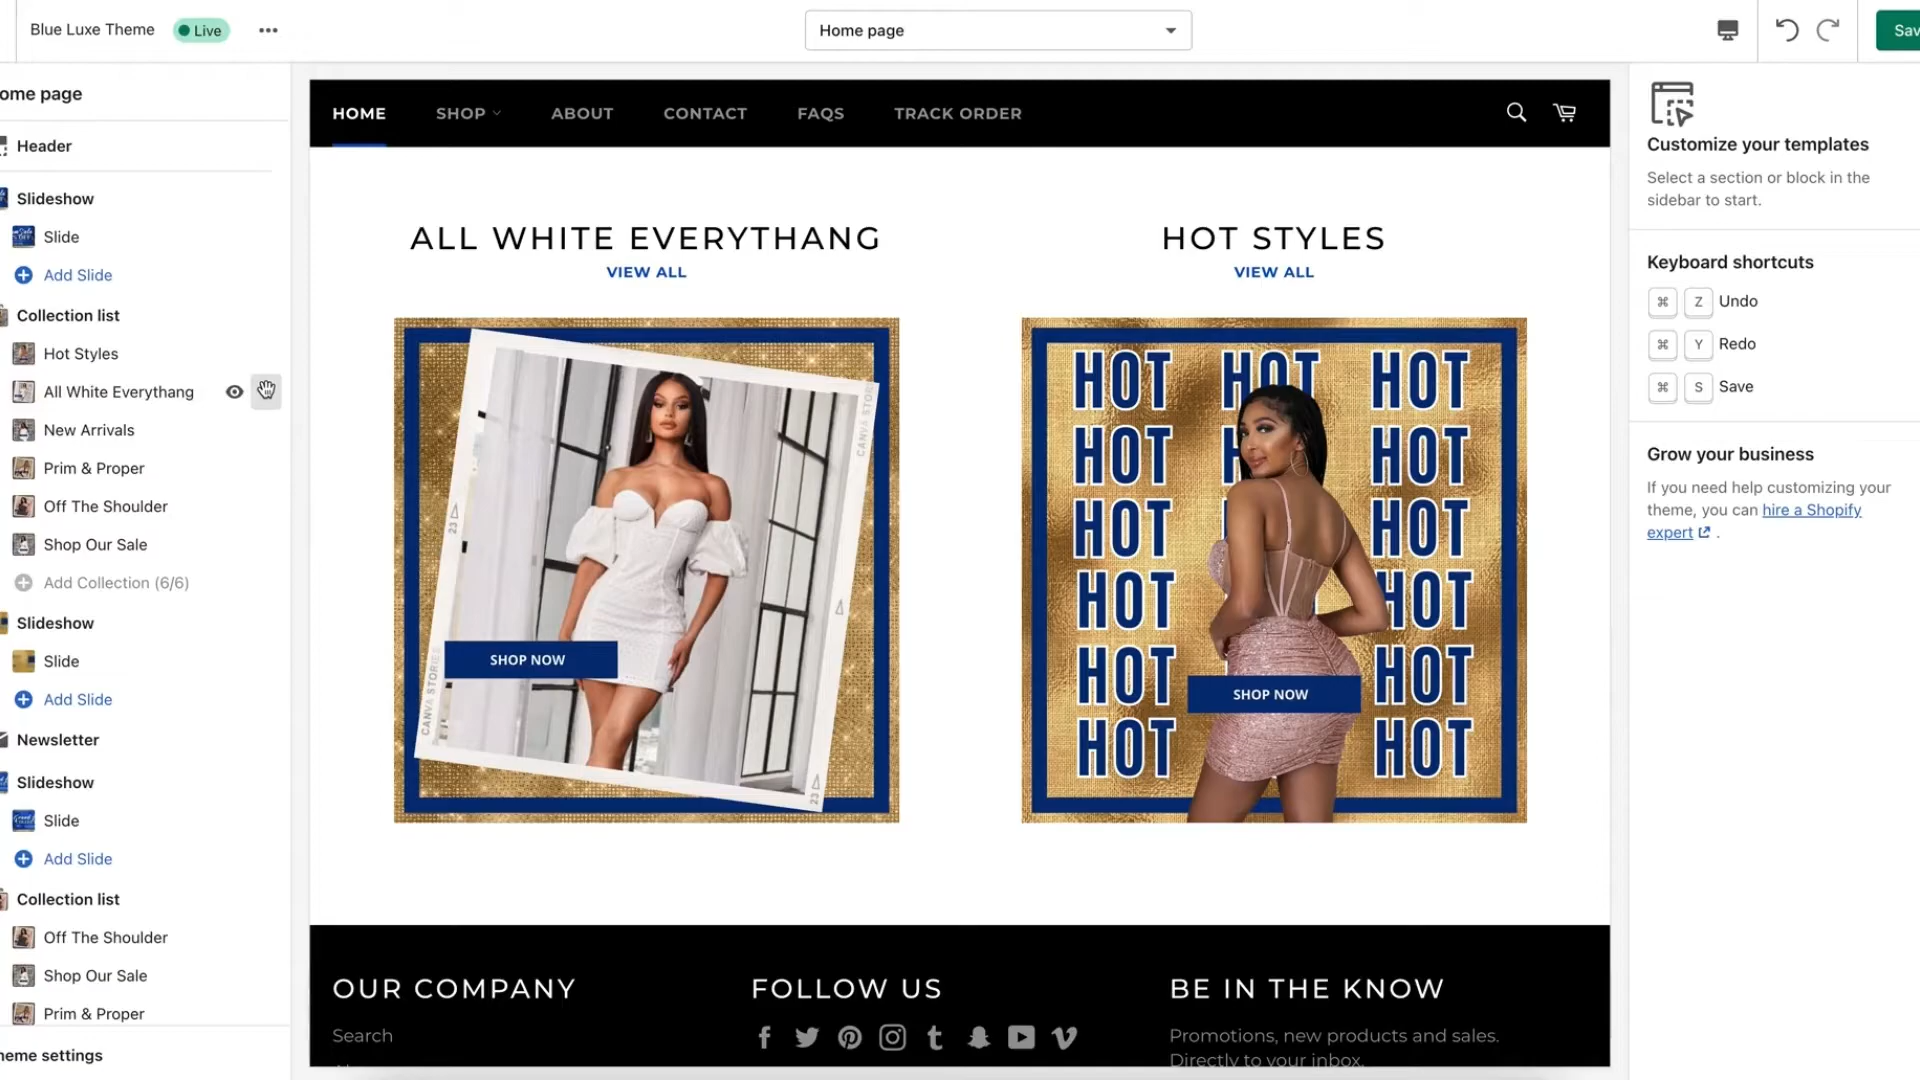 Blue Luxe Theme
Live
Home page
Sav
ome page
Header
Slideshow
Slide
Add Slide
Collection list
Hot Styles
All White Everythang
New Arrivals
Prim & Proper
Off The Shoulder
Shop Our Sale
Add Collection (6/6)
Slideshow
Slide
Add Slide
Newsletter
Slideshow
Slide
Add Slide
Collection list
Off The Shoulder
Shop Our Sale
Prim & Proper
heme settings
HOME SHOP ABOUT CONTACT FAQS TRACK ORDER
ALL WHITE EVERYTHANG
VIEW ALL
CANVA STORIES
23
SHOP NOW
CANVA STORIES
23
HOT STYLES
VIEW ALL
HOT HOT HOT
HOT H HOT
HOT HOT
HOT HOT
HOT HOT
HOT HOT
SHOP NOW
OUR COMPANY
Search
FOLLOW US
BE IN THE KNOW
Promotions, new products and sales.
Directly to your inbox.
Customize your templates
Select a section or block in the
sidebar to start.
Keyboard shortcuts
⌘ Z Undo
⌘ Y Redo
⌘ S Save
Grow your business
If you need help customizing your
theme, you can hire a Shopify
expert .